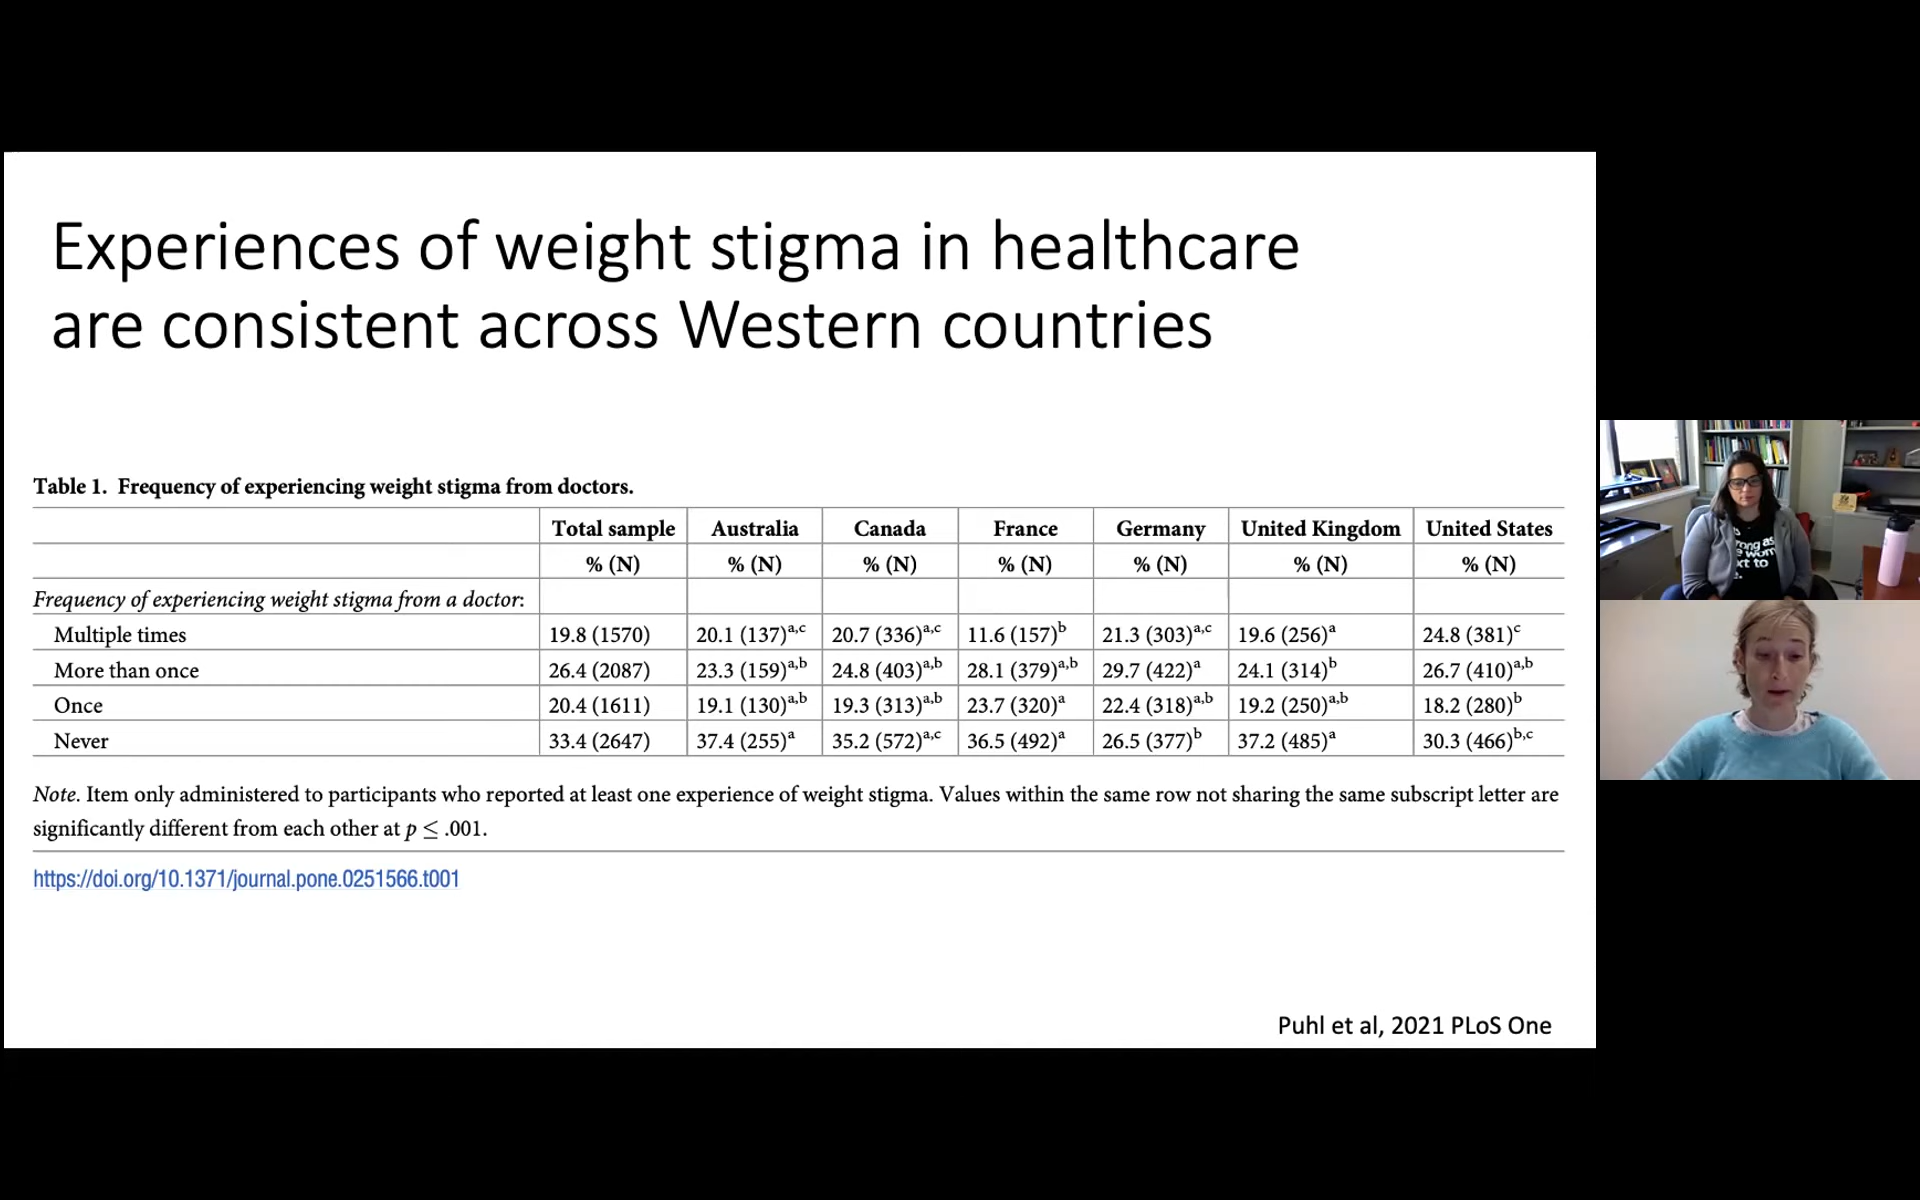 Experiences of weight stigma in healthcare
are consistent across Western countries
Table 1. Frequency of experiencing weight stigma from doctors.
Total sample Australia Canada France Germany United Kingdom United States
% (N) % (N) % (N) % (N) % (N) % (N) % (N)
Frequency of experiencing weight stigma from a doctor:
Multiple times 19.8 (1570) 20.1 (137)a,c 20.7 (336)a,c 11.6 (157)b 21.3 (303)a,c 19.6 (256)a 24.8 (381)c
More than once 26.4 (2087) 23.3 (159)a,b 24.8 (403)a,b 28.1 (379)a,b 29.7 (422)a 24.1 (314)b 26.7 (410)a,b
Once 20.4 (1611) 19.1 (130)a,b 19.3 (313)a,b 23.7 (320)a 22.4 (318)a,b 19.2 (250)a,b 18.2 (280)b
Never 33.4 (2647) 37.4 (255)a 35.2 (572)a,c 36.5 (492)a 26.5 (377)b 37.2 (485)a 30.3 (466)b,c
Note. Item only administered to participants who reported at least one experience of weight stigma. Values within the same row not sharing the same subscript letter are
significantly different from each other at p ≤ .001.
https://doi.org/10.1371/journal.pone.0251566.t001
Puhl et al, 2021 PLoS One